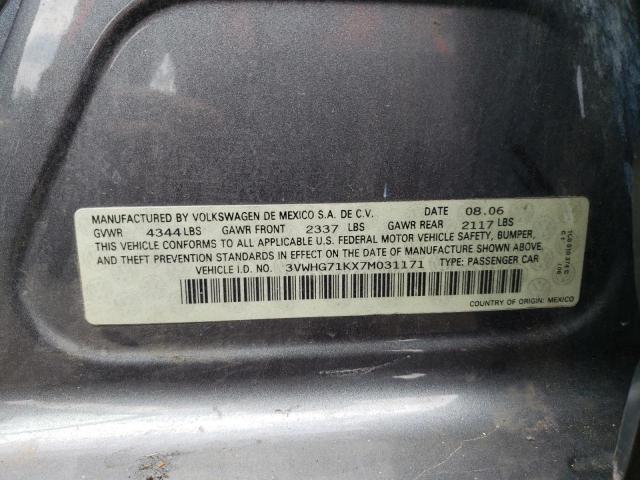 MANUFACTURED BY VOLKSWAGEN DE MEXICO S.A. DE C.V. DATE 08.06
GVWR 4344 LBS GAWR FRONT 2337 LBS GAWR REAR 2117 LBS
THIS VEHICLE CONFORMS TO ALL APPLICABLE U.S. FEDERAL MOTOR VEHICLE SAFETY, BUMPER,
AND THEFT PREVENTION STANDARDS IN EFFECT ON THE DATE OF MANUFACTURE SHOWN ABOVE.
VEHICLE I.D. NO. 3VWHG71KX7M031171 TYPE: PASSENGER CAR
COUNTRY OF ORIGIN: MEXICO